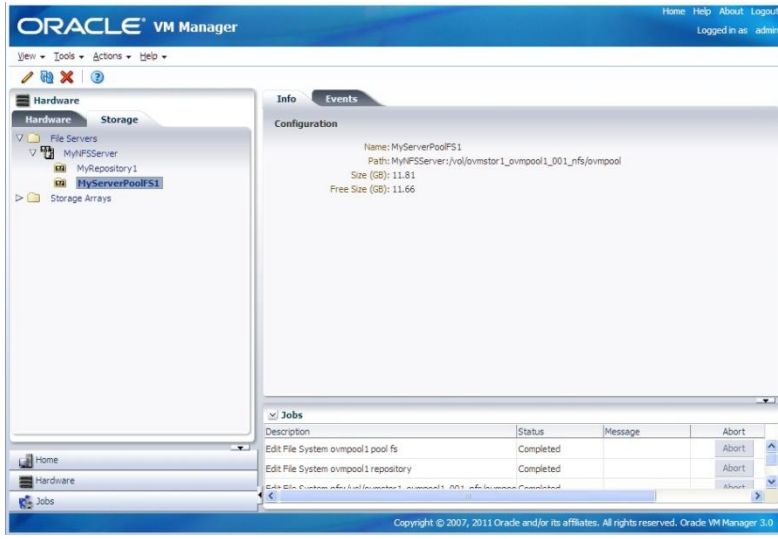 Home Help About Logout
ORACLE VM Manager
Logged in as admin
View Tools Actions Help
Hardware
Hardware Storage
File Servers
MyNFSServer
MyRepository1
MyServerPoolFS1
Storage Arrays
Home
Hardware
Jobs
Info Events
Configuration
Name: MyServerPoolFS1
Path: MyNFSServer:/vol/ovmstor1_ovmpool1_001_nfs/ovmpool
Size (GB): 11.81
Free Size (GB): 11.66
Jobs
Description Status Message Abort
Edit File System ovmpool1 pool fs Completed Abort
Edit File System ovmpool1 repository Completed Abort
Edit File System Completed Abort
Copyright © 2007, 2011 Oracle and/or its affiliates. All rights reserved. Oracle VM Manager 3.0